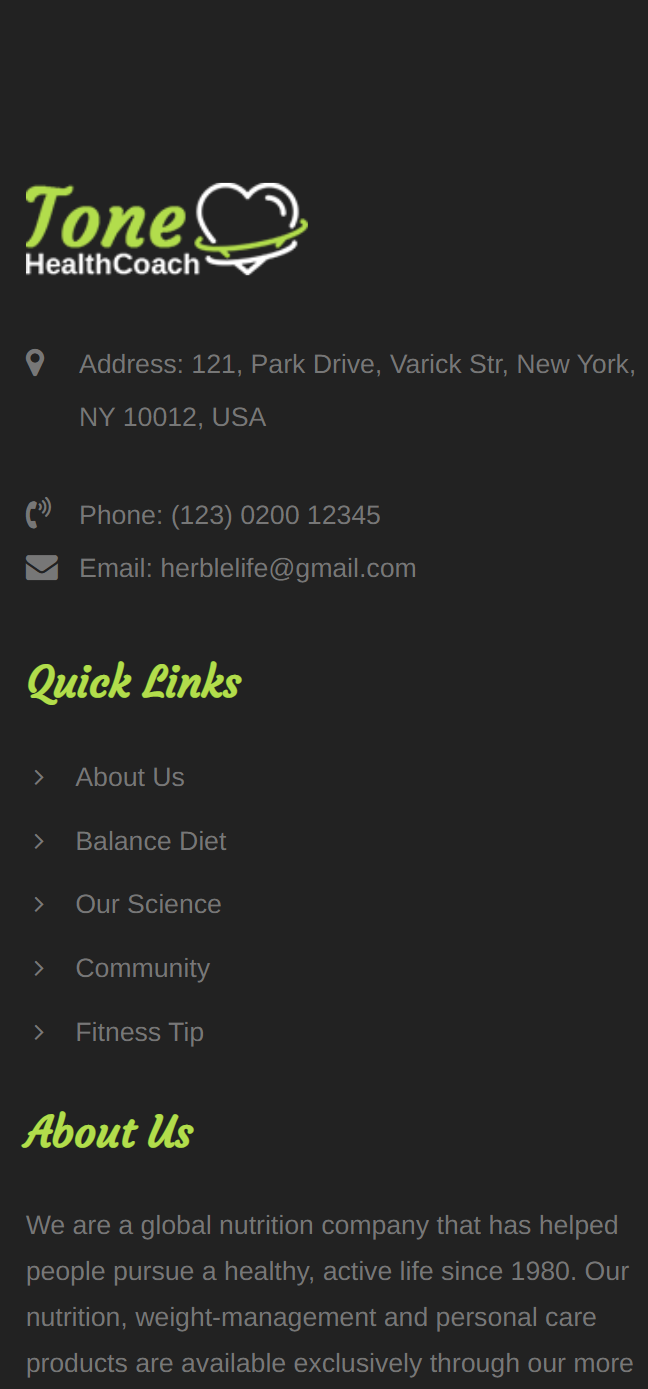 Tone
HealthCoach
Address: 121, Park Drive, Varick Str, New York,
NY 10012, USA
Phone: (123) 0200 12345
Email: herblelife@gmail.com
Quick Links
About Us
Balance Diet
Our Science
Community
Fitness Tip
About Us
We are a global nutrition company that has helped
people pursue a healthy, active life since 1980. Our
nutrition, weight-management and personal care
products are available exclusively through our more